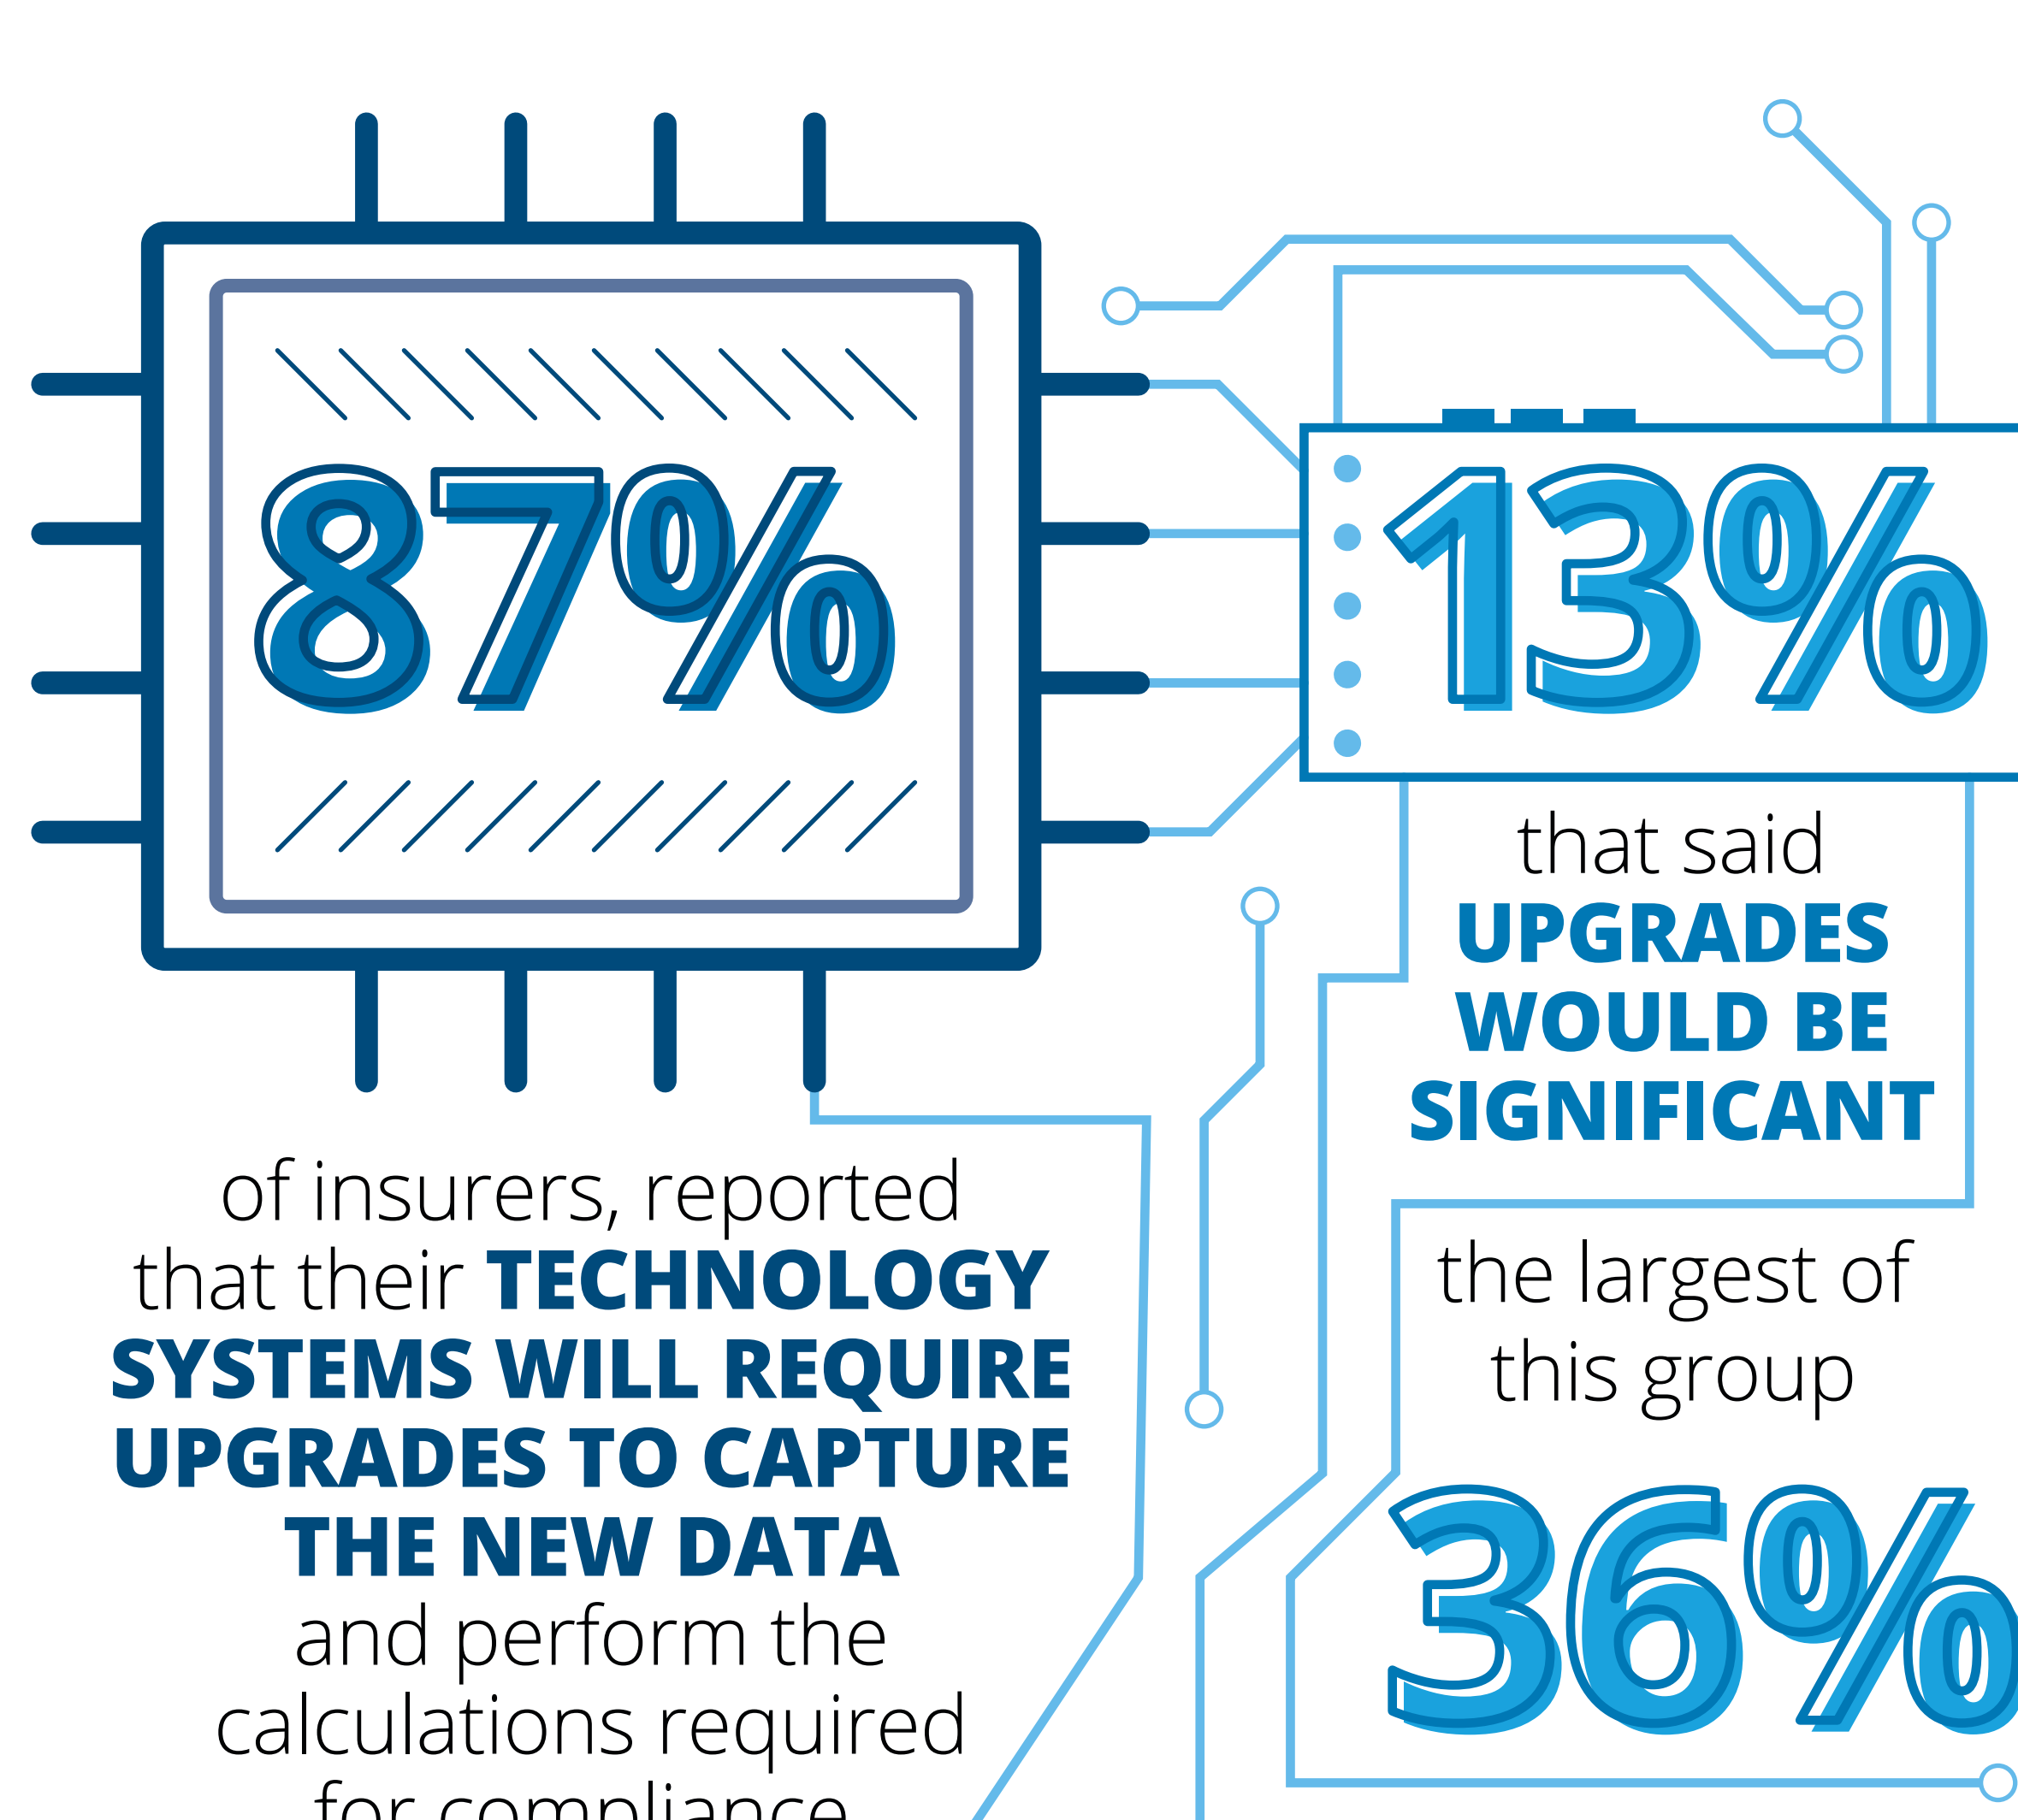 87%
of insurers, reported
that their TECHNOLOGY
SYSTEMS WILL REQUIRE
UPGRADES TO CAPTURE
THE NEW DATA
and perform the
calculations required
for compliance
13%
that said
UPGRADES
WOULD BE
SIGNIFICANT
the largest of
this group
36%